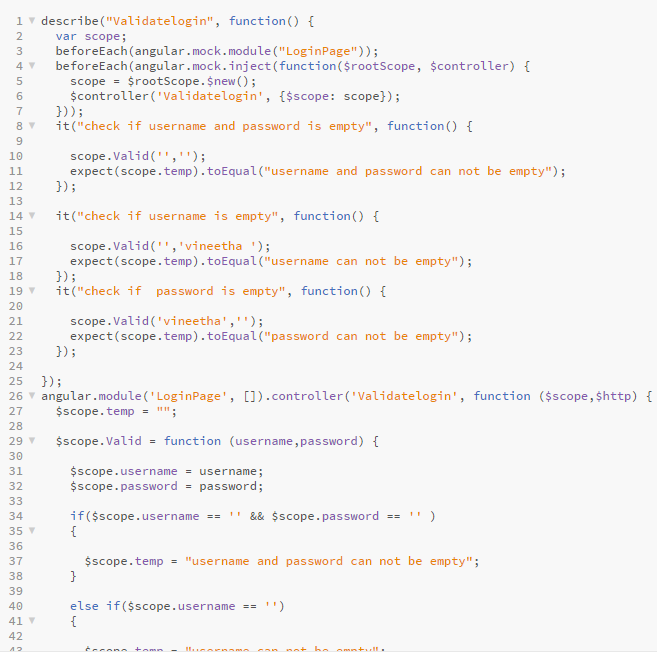 1 describe("Validatelogin", function() {
2 var scope;
3 beforeEach(angular.mock.module("LoginPage"));
4 beforeEach(angular.mock.inject(function($rootScope, $controller) {
5 scope = $rootScope.$new();
6 $controller('Validatelogin', {$scope: scope});
7 }));
8 it("check if username and password is empty", function() {
9
10 scope.Valid('','');
11 expect(scope.temp).toEqual("username and password can not be empty");
12 });
13
14 it("check if username is empty", function() {
15
16 scope.Valid('','vineetha ');
17 expect(scope.temp).toEqual("username can not be empty");
18 });
19 it("check if  password is empty", function() {
20
21 scope.Valid('vineetha','');
22 expect(scope.temp).toEqual("password can not be empty");
23 });
24
25 });
26 angular.module('LoginPage', []).controller('Validatelogin', function ($scope,$http) {
27 $scope.temp = "";
28
29 $scope.Valid = function (username,password) {
30
31 $scope.username = username;
32 $scope.password = password;
33
34 if($scope.username == '' && $scope.password == '' )
35 {
36
37 $scope.temp = "username and password can not be empty";
38 }
39
40 else if($scope.username == '')
41 {
42
43 $scope.temp = "username can not be empty";